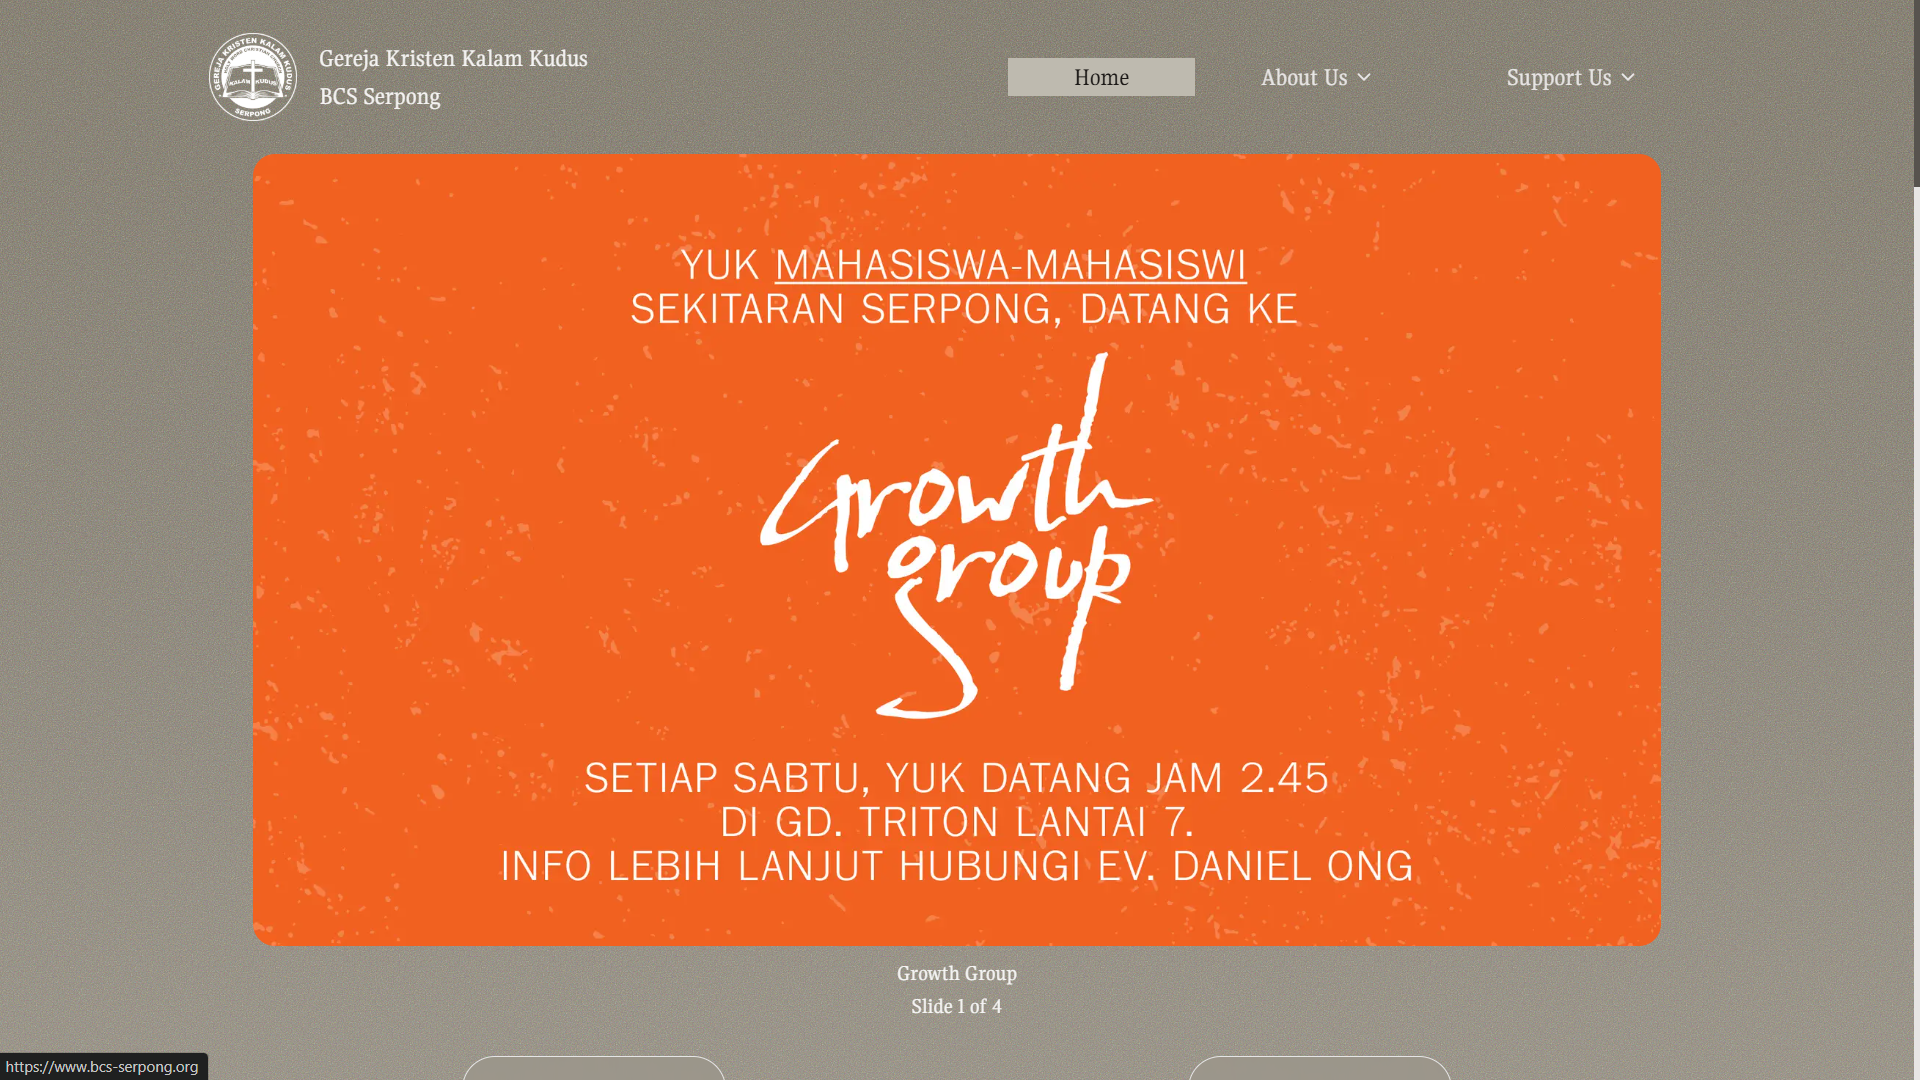 GEREJA KRISTEN KALAM KUDUS
KALAM KUDUS
SERPONG
Gereja Kristen Kalam Kudus
BCS Serpong
Home
About Us
Support Us
YUK MAHASISWA-MAHASISWI
SEKITARAN SERPONG, DATANG KE
Growth
group
SETIAP SABTU, YUK DATANG JAM 2.45
DI GD. TRITON LANTAI 7.
INFO LEBIH LANJUT HUBUNGI EV. DANIEL ONG
Growth Group
Slide 1 of 4
https://www.bcs-serpong.org